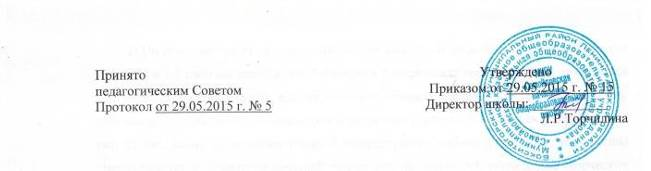 Принято
педагогическим Советом
Протокол от 29.05.2015 г. № 5
Утверждено
Приказом от 29.05.2015 г. № 15
Директор школы:
Л.Р.Торчилина